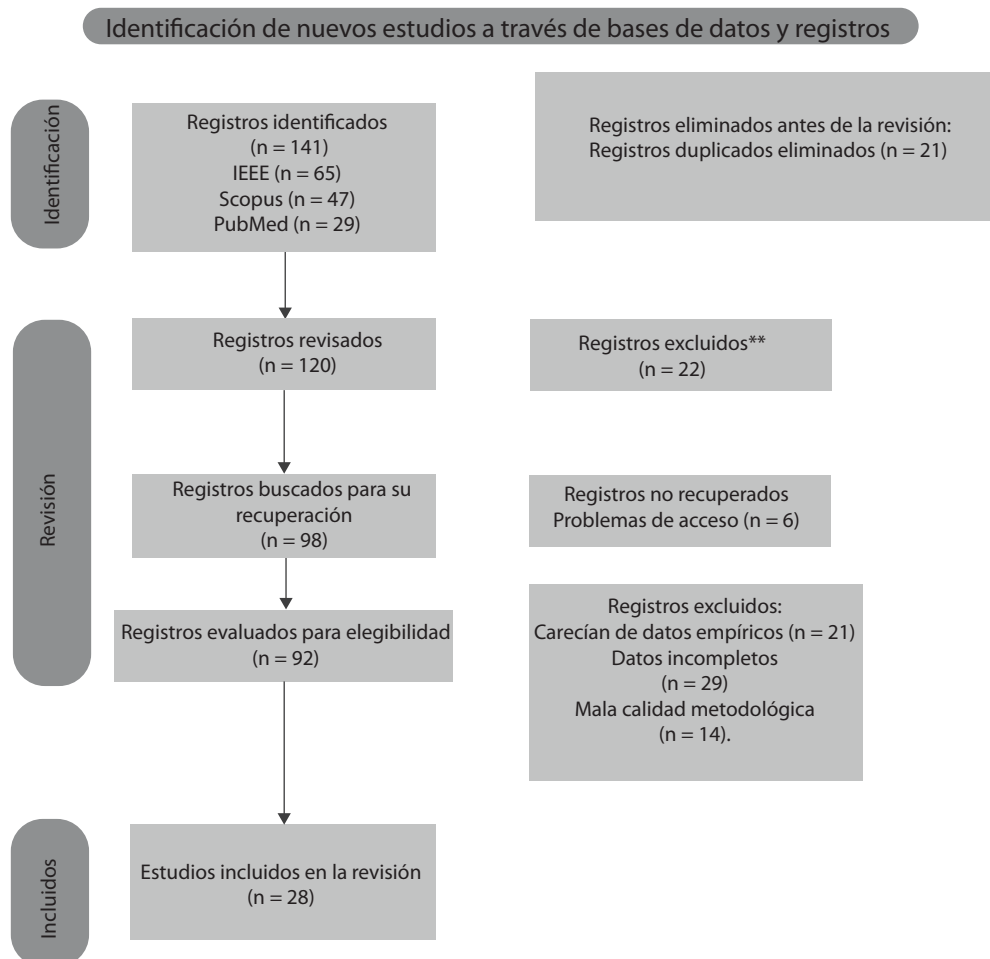 Identificación de nuevos estudios a través de bases de datos y registros
Identificación
Registros identificados
(n = 141)
IEEE (n = 65)
Scopus (n = 47)
PubMed (n = 29)
Registros eliminados antes de la revisión:
Registros duplicados eliminados (n = 21)
Revisión
Registros revisados
(n = 120)
Registros excluidos**
(n = 22)
Registros buscados para su
recuperación
(n = 98)
Registros no recuperados
Problemas de acceso (n = 6)
Registros evaluados para elegibilidad
(n = 92)
Registros excluidos:
Carecían de datos empíricos (n = 21)
Datos incompletos
(n = 29)
Mala calidad metodológica
(n = 14).
Incluidos
Estudios incluidos en la revisión
(n = 28)